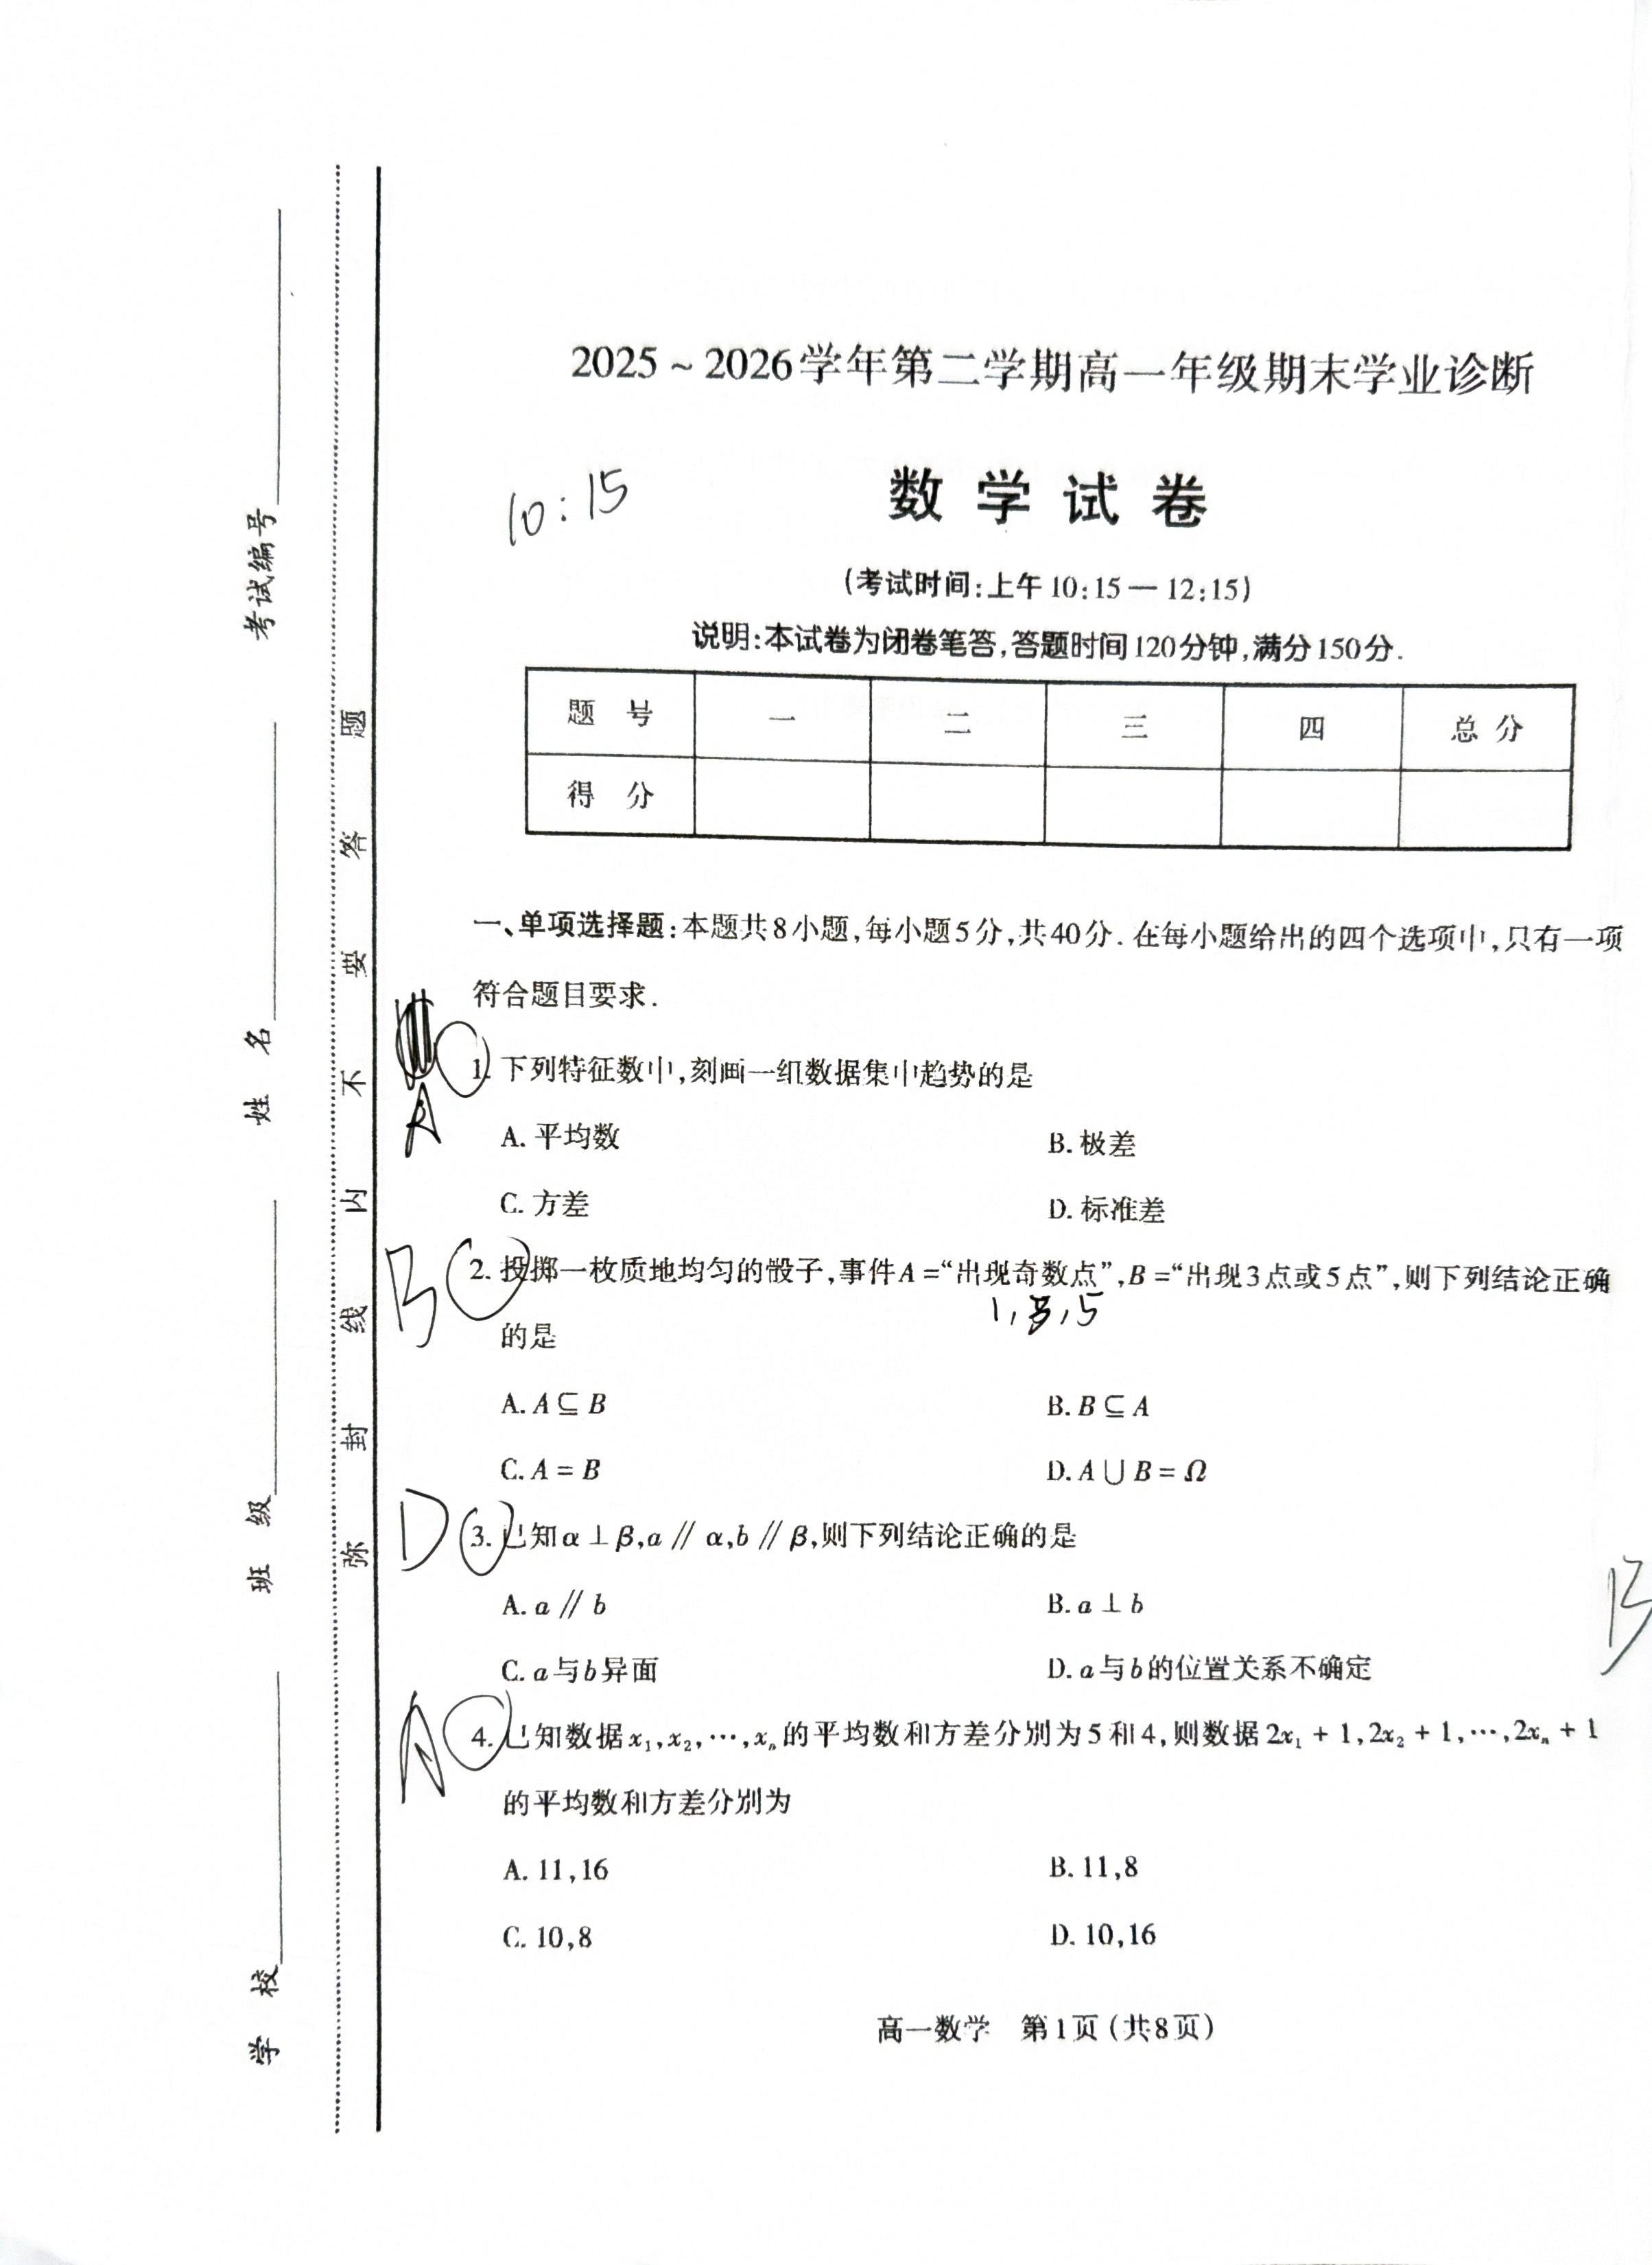 2025～2026学年第二学期高一年级期末学业诊断
数学试卷
10:15
(考试时间:上午10:15—12:15)
说明:本试卷为闭卷笔答,答题时间120分钟,满分150分.
题 号 一 二 三 四 总 分
得 分
一、单项选择题:本题共8小题,每小题5分,共40分.在每小题给出的四个选项中,只有一项
符合题目要求.
1. 下列特征数中,刻画一组数据集中趋势的是
A
A. 平均数 B. 极差
C. 方差 D. 标准差
B 2. 投掷一枚质地均匀的骰子,事件A=“出现奇数点”,B=“出现3点或5点”,则下列结论正确
1,3,5
的是
A. A⊆B B. B⊆A
C. A=B D. A∪B=Ω
D 3. 已知α⊥β,a∥α,b∥β,则下列结论正确的是
A. a∥b B. a⊥b
B
C. a与b异面 D. a与b的位置关系不确定
A 4. 已知数据x₁,x₂,⋯,xₙ的平均数和方差分别为5和4,则数据2x₁+1,2x₂+1,⋯,2xₙ+1
的平均数和方差分别为
A. 11,16 B. 11,8
C. 10,8 D. 10,16
高一数学 第1页(共8页)
学 校 班 级 姓 名 考试编号
弥 封 线 内 不 要 答 题